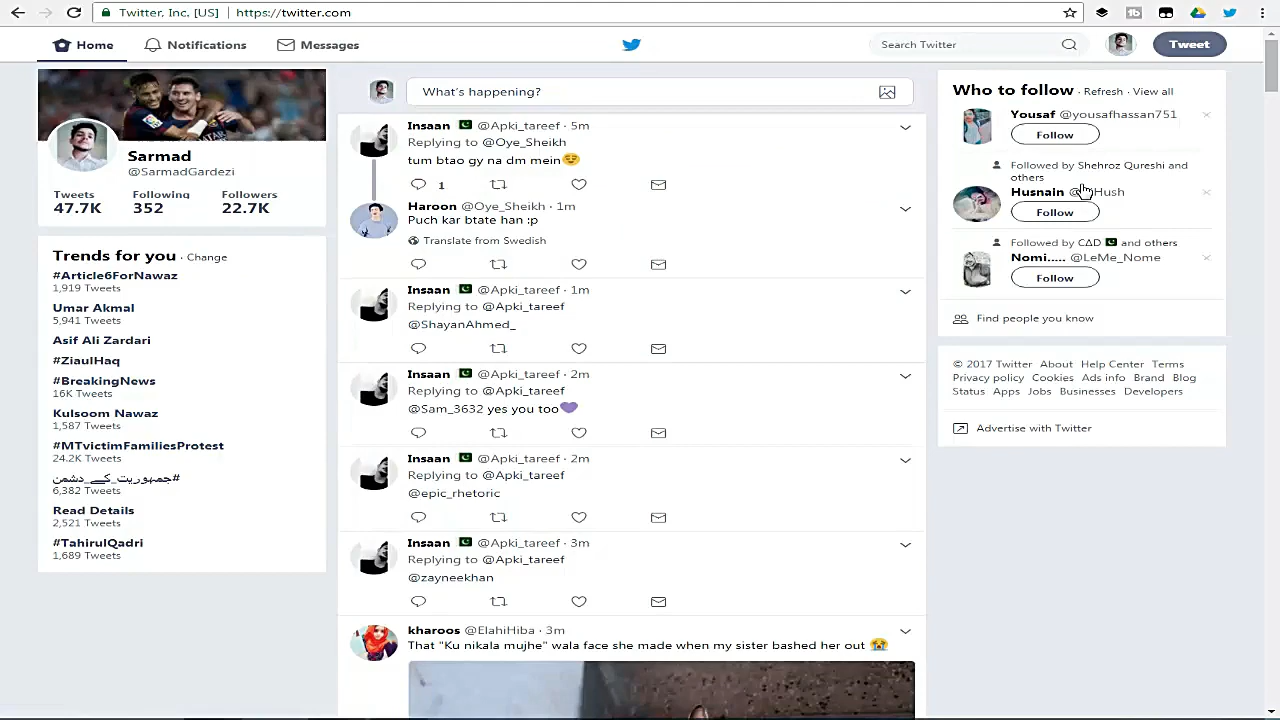 Twitter, Inc. [US] | https://twitter.com
Home Notifications Messages Search Twitter Tweet
Sarmad
@SarmadGardezi
Tweets Following Followers
47.7K 352 22.7K
Trends for you · Change
#Article6ForNawaz
1,919 Tweets
Umar Akmal
5,941 Tweets
Asif Ali Zardari
#ZiaulHaq
#BreakingNews
16K Tweets
Kulsoom Nawaz
1,587 Tweets
#MTvictimFamiliesProtest
24.2K Tweets
#جمہوریت_کے_دشمن
6,382 Tweets
Read Details
2,521 Tweets
#TahirulQadri
1,689 Tweets
What's happening?
Insaan 🇵🇰 @Apki_tareef · 5m
Replying to @Oye_Sheikh
tum btao gy na dm mein😌
1
Haroon @Oye_Sheikh · 1m
Puch kar btate han :p
Translate from Swedish
Insaan 🇵🇰 @Apki_tareef · 1m
Replying to @Apki_tareef
@ShayanAhmed_
Insaan 🇵🇰 @Apki_tareef · 2m
Replying to @Apki_tareef
@Sam_3632 yes you too💜
Insaan 🇵🇰 @Apki_tareef · 2m
Replying to @Apki_tareef
@epic_rhetoric
Insaan 🇵🇰 @Apki_tareef · 3m
Replying to @Apki_tareef
@zayneekhan
kharoos @ElahiHiba · 3m
That "Ku nikala mujhe" wala face she made when my sister bashed her out 😭
Who to follow · Refresh · View all
Yousaf @yousafhassan751
Follow
Followed by Shehroz Qureshi and
others
Husnain
Follow
Followed by CΔD 🇵🇰 and others
Nomi..... @LeMe_Nome
Follow
Find people you know
© 2017 Twitter About Help Center Terms
Privacy policy Cookies Ads info Brand Blog
Status Apps Jobs Businesses Developers
Advertise with Twitter